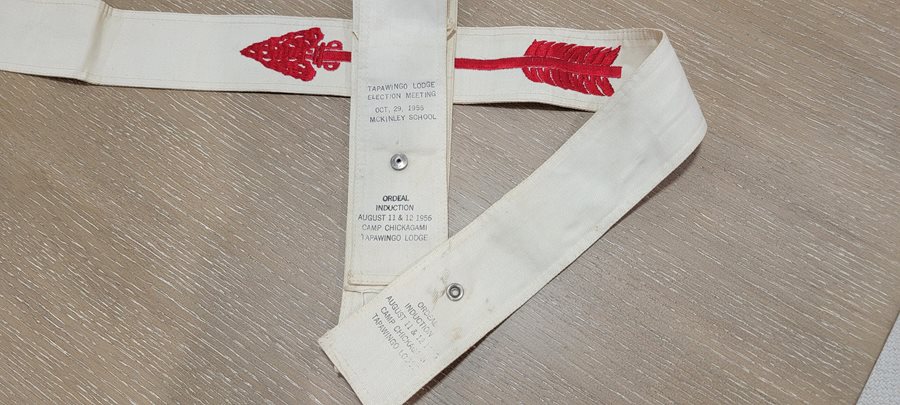 TAPAWINGO LODGE
ELECTION MEETING
OCT. 29, 1956
MCKINLEY SCHOOL
ORDEAL
INDUCTION
AUGUST 11 & 12 1956
CAMP CHICKAGAMI
TAPAWINGO LODGE
ORDEAL
INDUCTION
AUGUST 11 & 12
CAMP CHICKAGAMI
TAPAWINGO